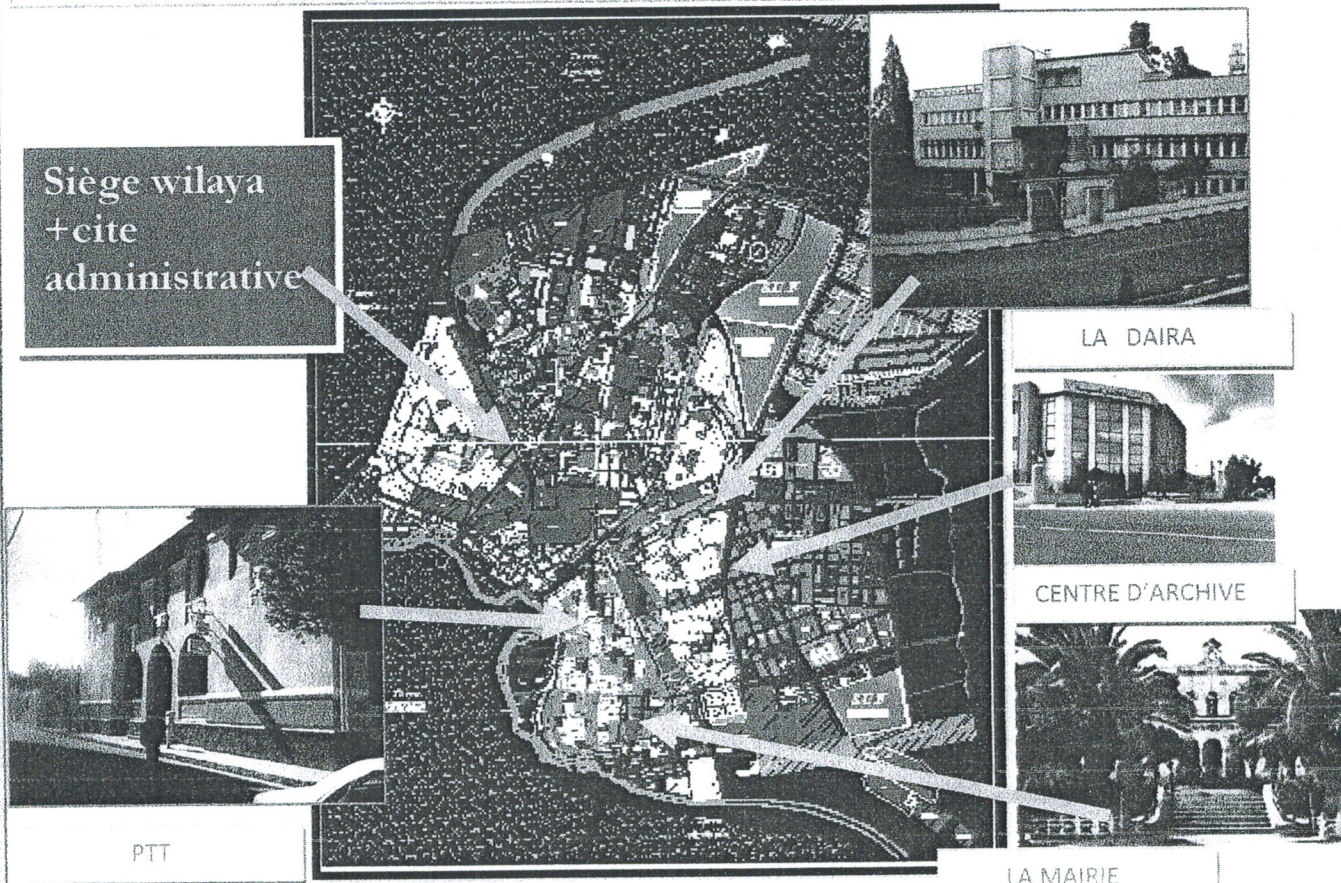 Siège wilaya
+cite
administrative
LA DAIRA
CENTRE D'ARCHIVE
PTT
LA MAIRIE